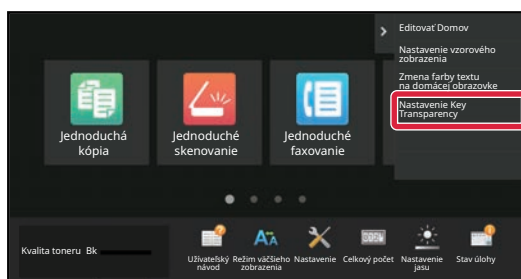 Editovať Domov
Nastavenie vzorového
zobrazenia
Zmena farby textu
na domácej obrazovke
Nastavenie Key
Transparency
Jednoduchá
kópia
Jednoduché
skenovanie
Jednoduché
faxovanie
Kvalita toneru Bk
Užívateľský
návod
Režim väčšieho
zobrazenia
Nastavenie
Celkový počet
Nastavenie
jasu
Stav úlohy